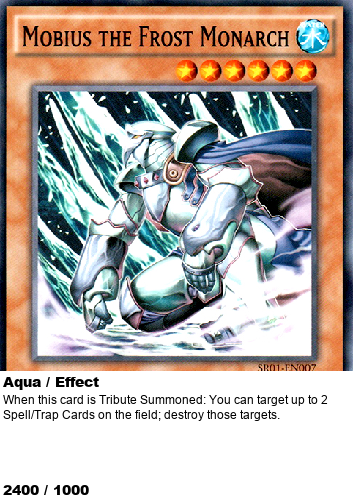 Mobius the Frost Monarch
SR01-EN007
Aqua / Effect
When this card is Tribute Summoned: You can target up to 2
Spell/Trap Cards on the field; destroy those targets.
2400 / 1000